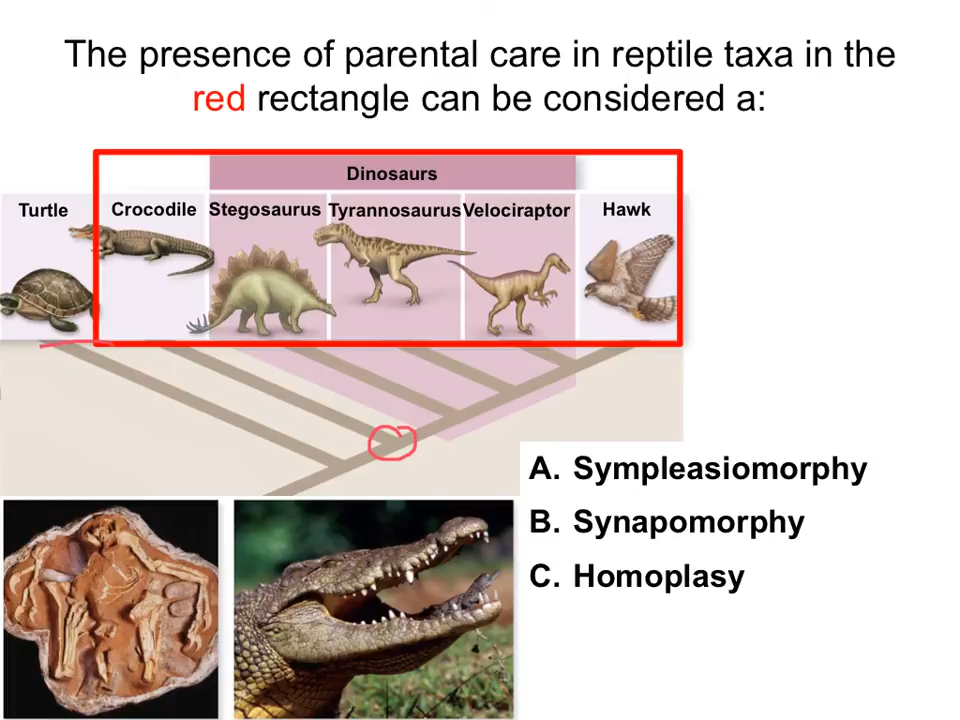 The presence of parental care in reptile taxa in the
red rectangle can be considered a:
Dinosaurs
Turtle Crocodile Stegosaurus Tyrannosaurus Velociraptor Hawk
A. Sympleasiomorphy
B. Synapomorphy
C. Homoplasy